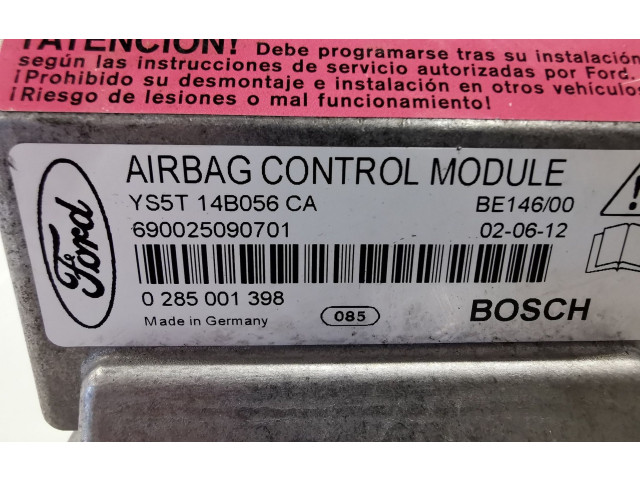 ¡ATENCIÓN! Debe programarse tras su instalación
según las instrucciones de servicio autorizadas por Ford.
¡Prohibido su desmontaje e instalación en otros vehículos
¡Riesgo de lesiones o mal funcionamiento!
AIRBAG CONTROL MODULE
YS5T 14B056 CA BE146/00
690025090701 02-06-12
Ford
0 285 001 398
Made in Germany 085 BOSCH